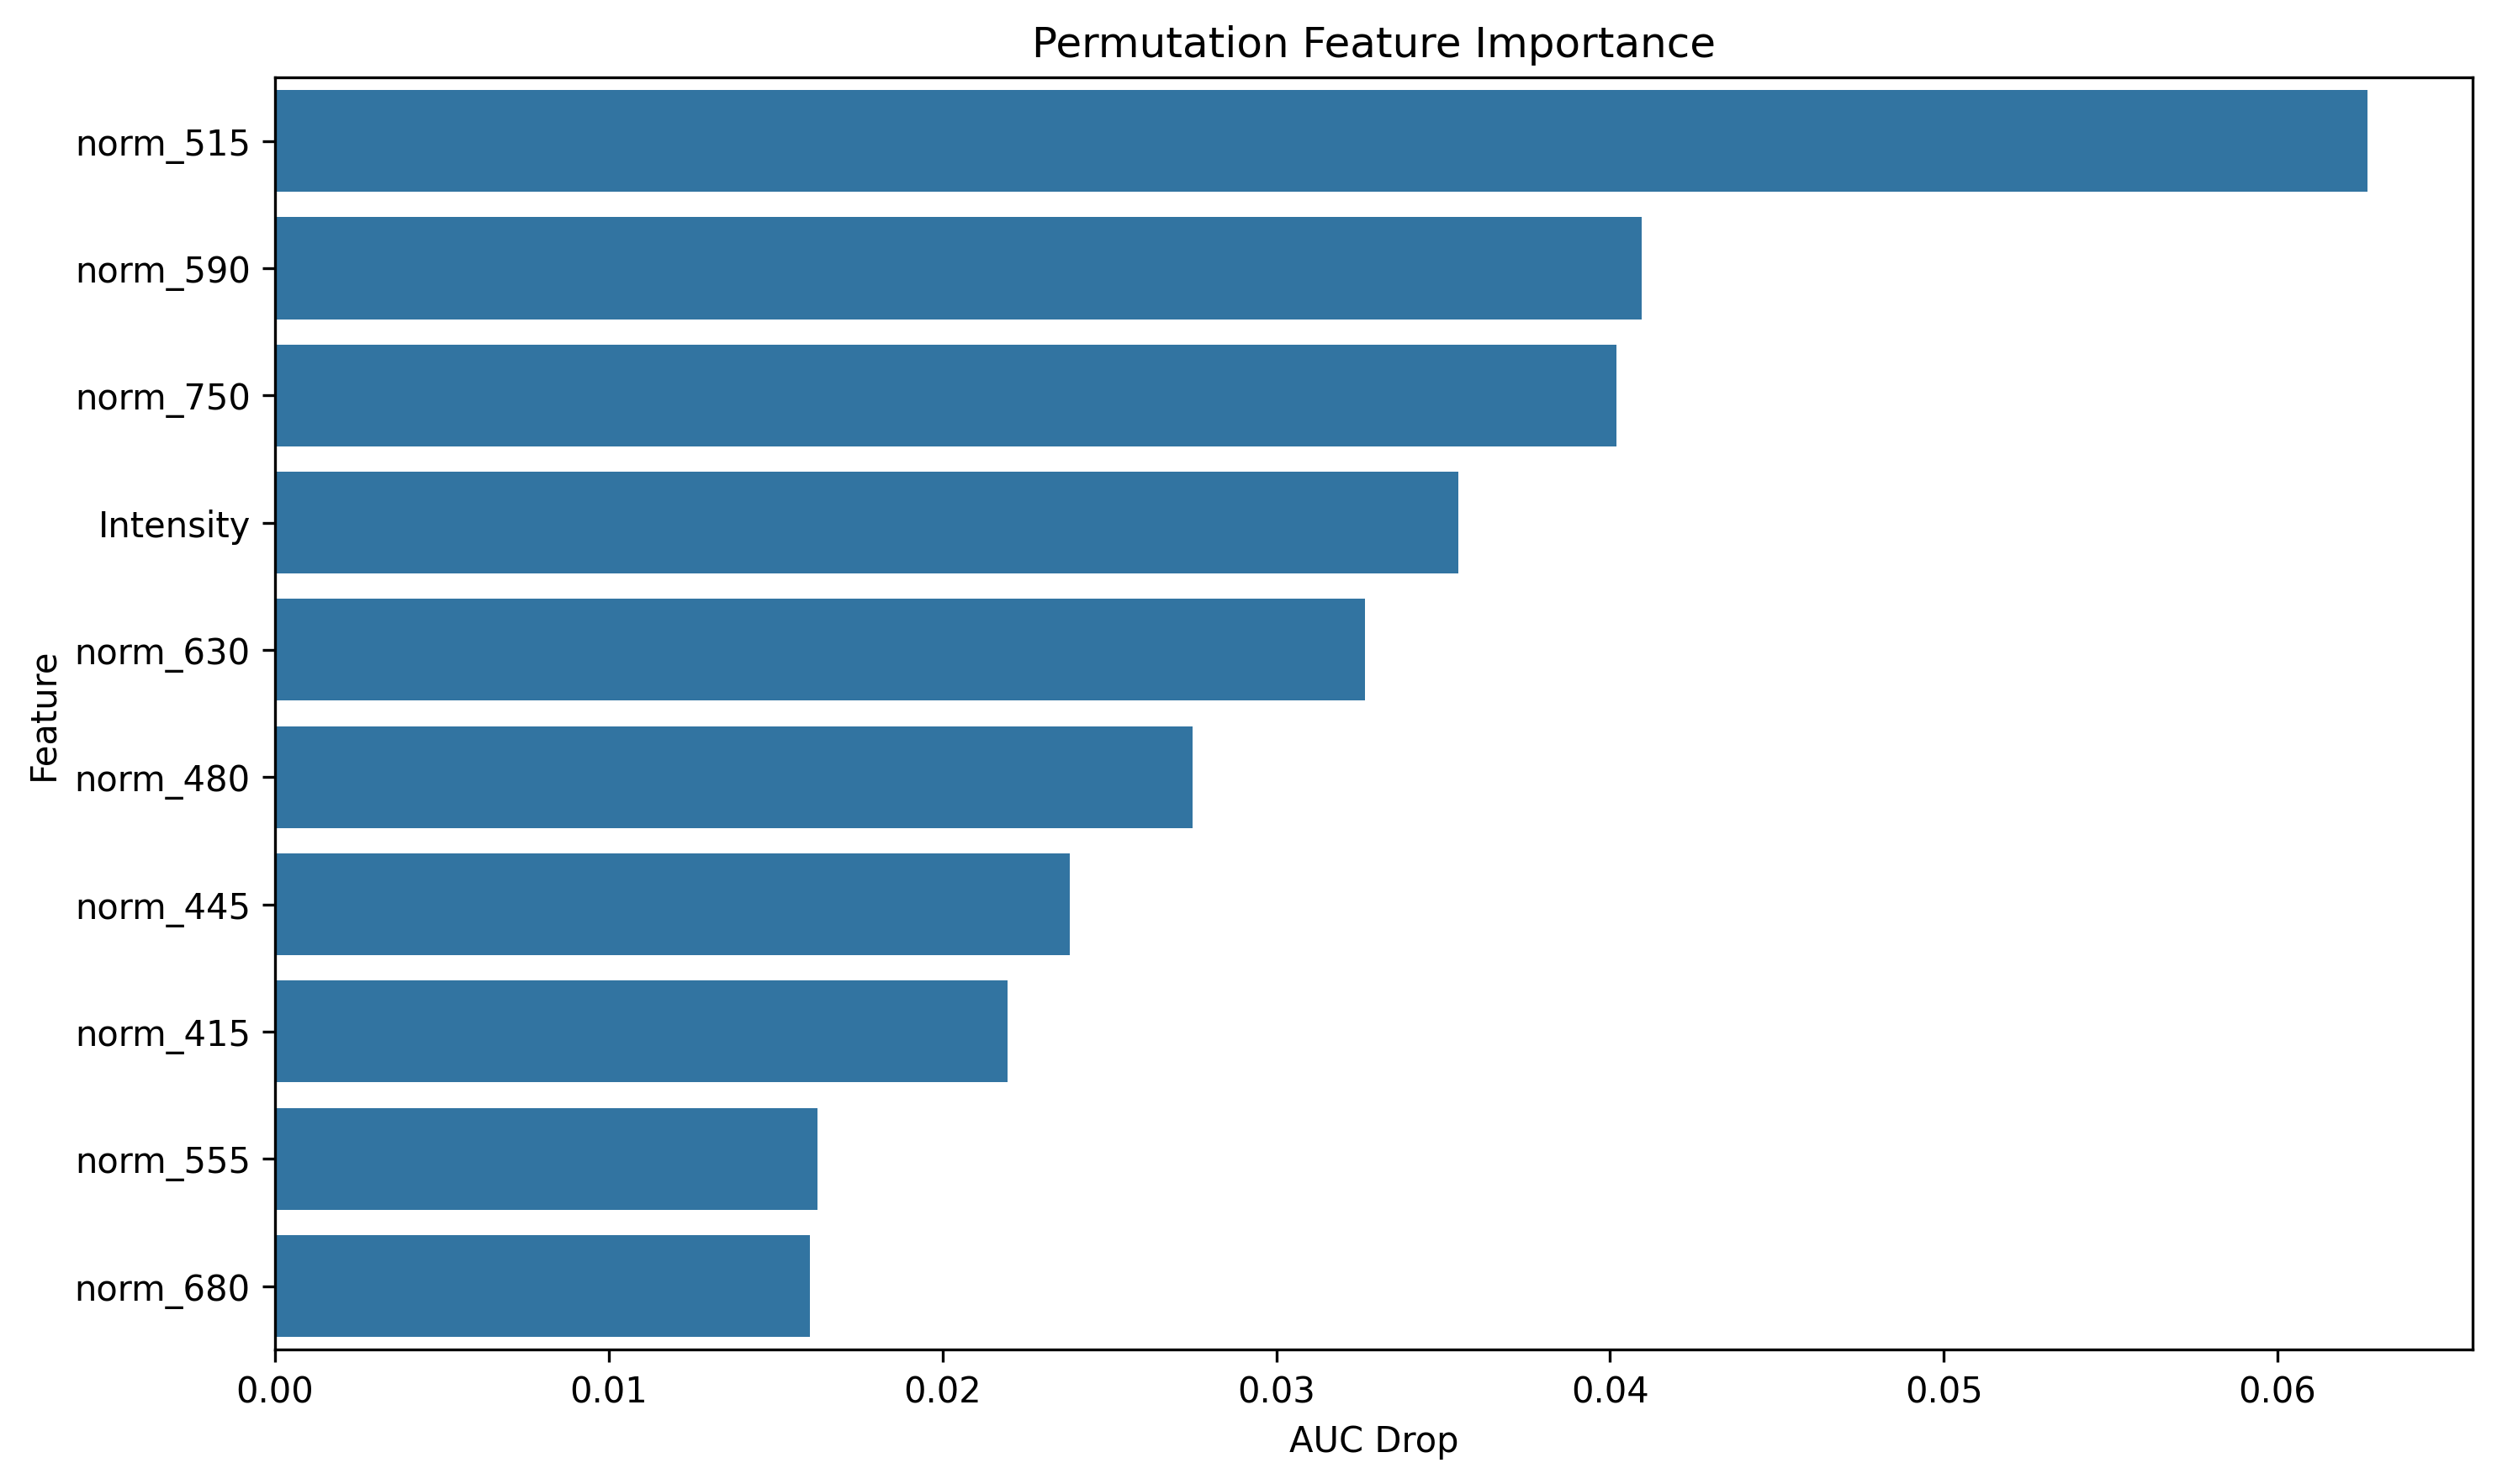 Permutation Feature Importance
norm_515
norm_590
norm_750
Intensity
norm_630
norm_480
norm_445
norm_415
norm_555
norm_680
Feature
0.00 0.01 0.02 0.03 0.04 0.05 0.06
AUC Drop